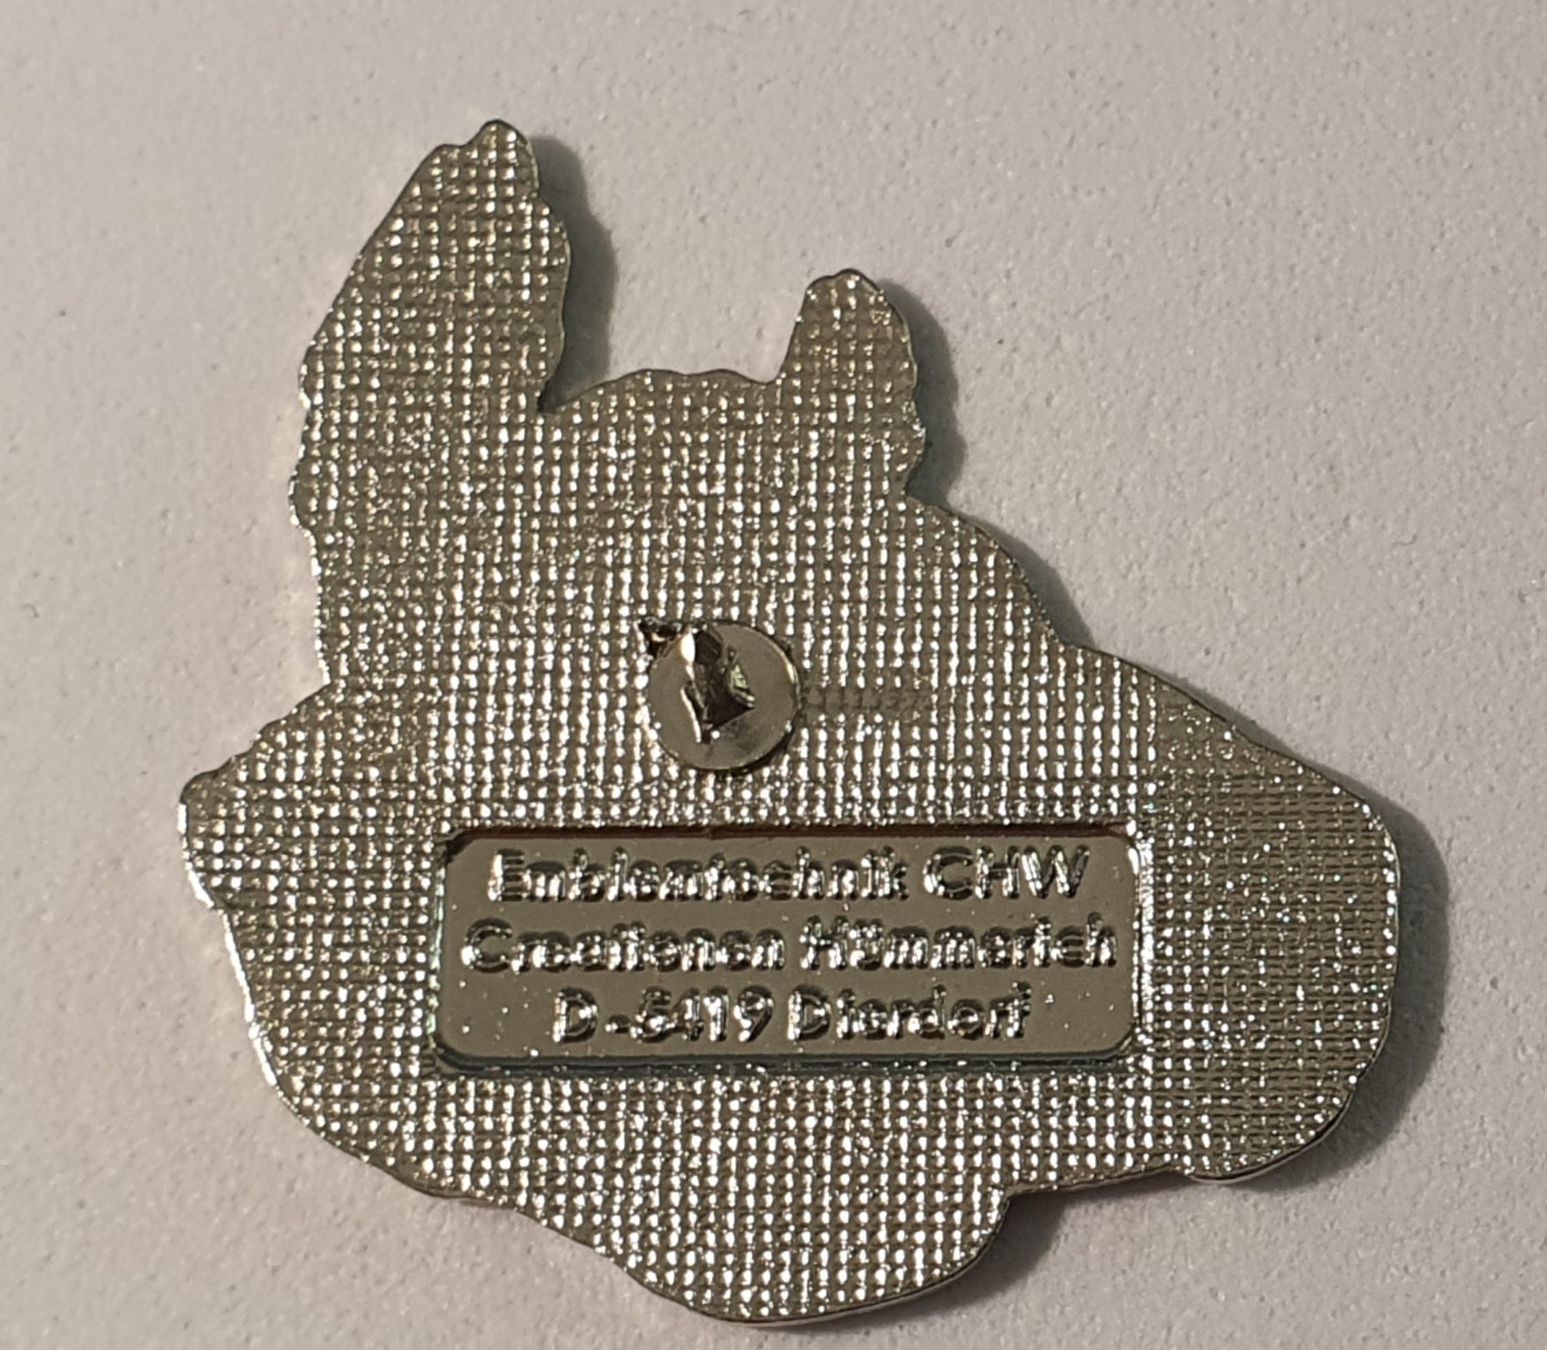 Emblemtechnik CHW
Creationen Hümmerich
D-5419 Dierdorf